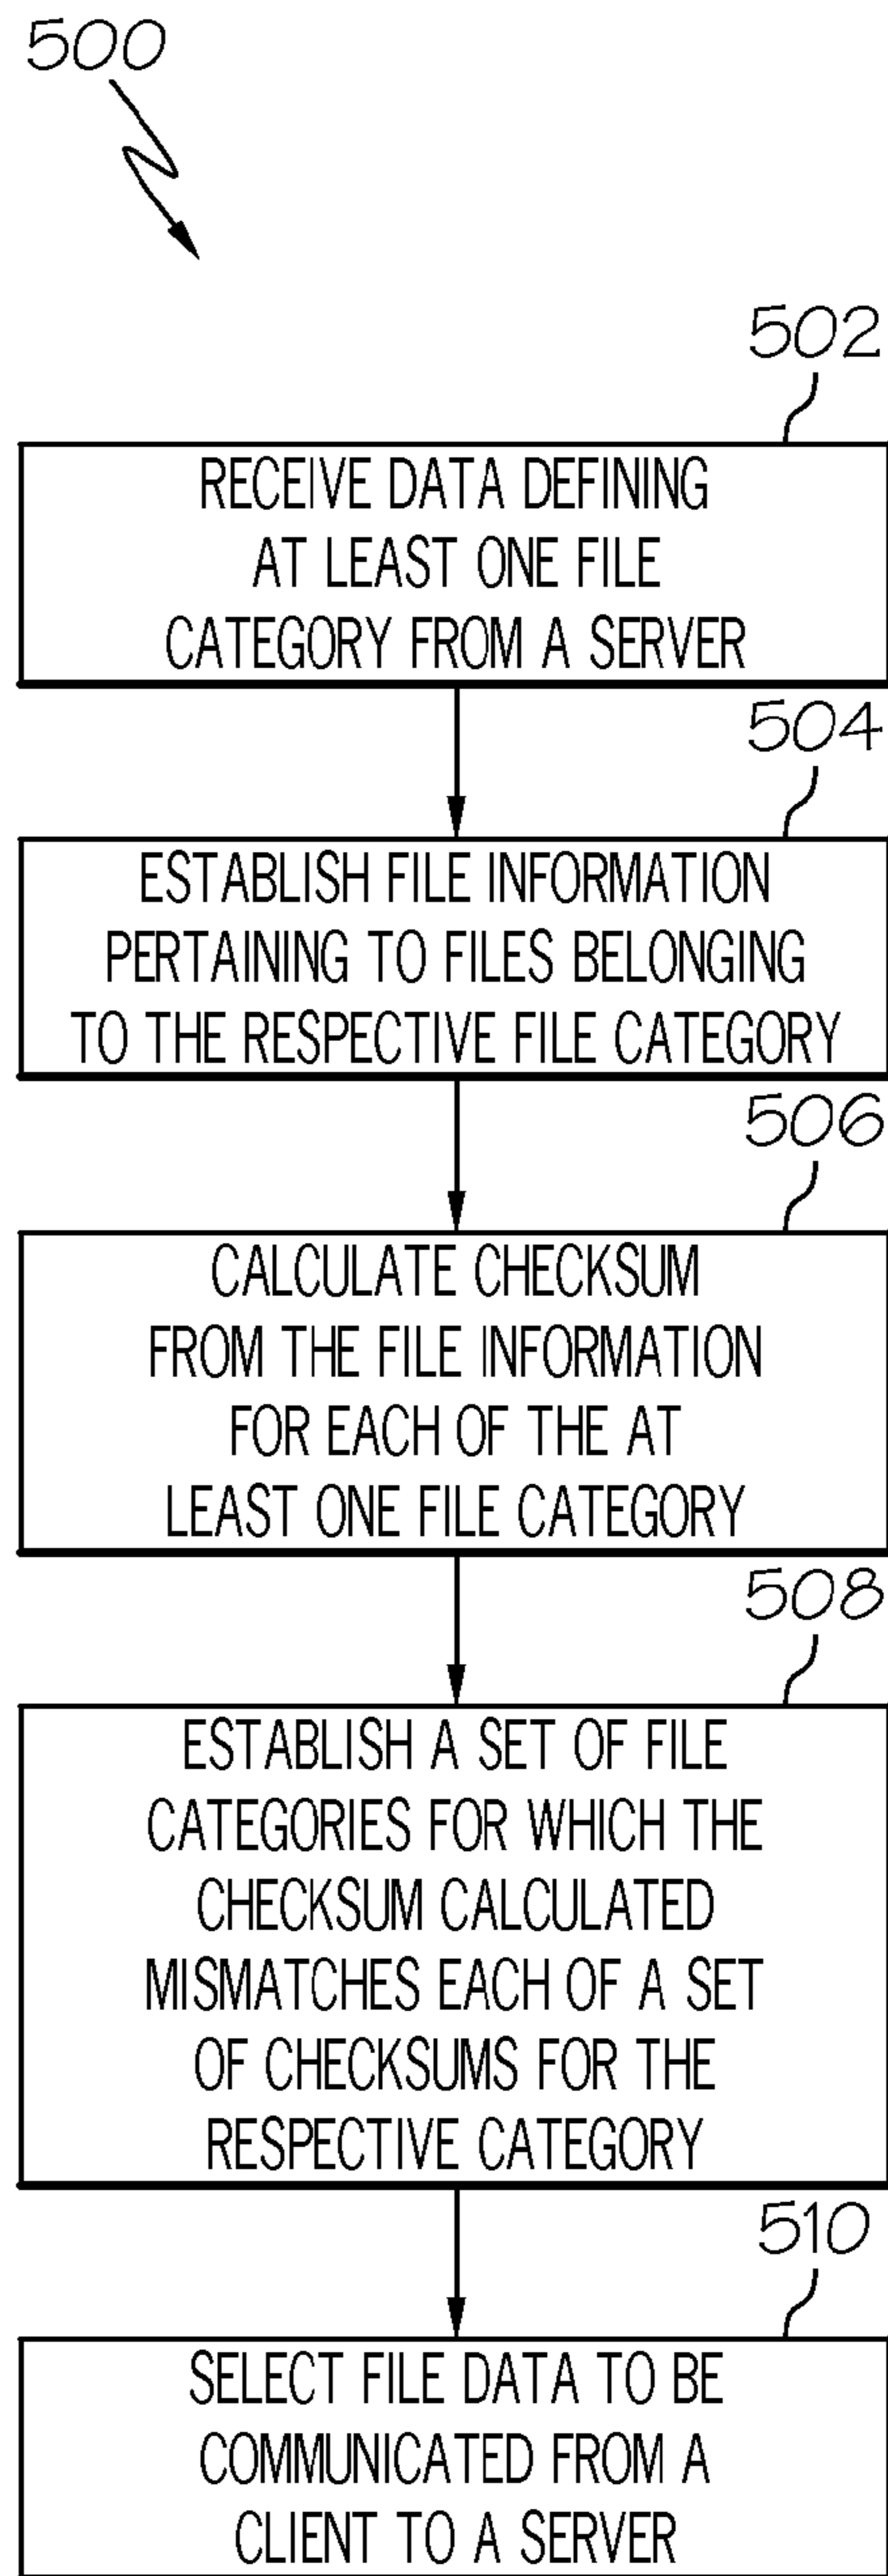 500
502
RECEIVE DATA DEFINING
AT LEAST ONE FILE
CATEGORY FROM A SERVER
504
ESTABLISH FILE INFORMATION
PERTAINING TO FILES BELONGING
TO THE RESPECTIVE FILE CATEGORY
506
CALCULATE CHECKSUM
FROM THE FILE INFORMATION
FOR EACH OF THE AT
LEAST ONE FILE CATEGORY
508
ESTABLISH A SET OF FILE
CATEGORIES FOR WHICH THE
CHECKSUM CALCULATED
MISMATCHES EACH OF A SET
OF CHECKSUMS FOR THE
RESPECTIVE CATEGORY
510
SELECT FILE DATA TO BE
COMMUNICATED FROM A
CLIENT TO A SERVER